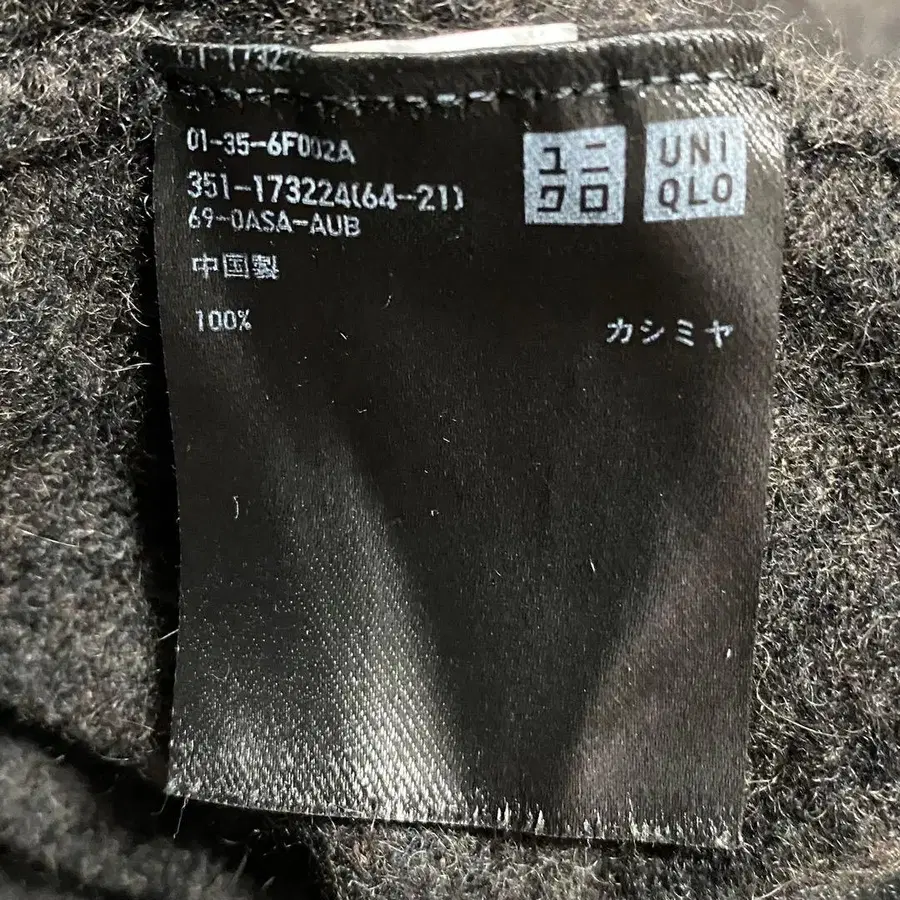 01-35-6F002A
351-173224(64-21)
69-0ASA-AUB
中国製
100% カシミヤ
ユニ
クロ
UNI
QLO